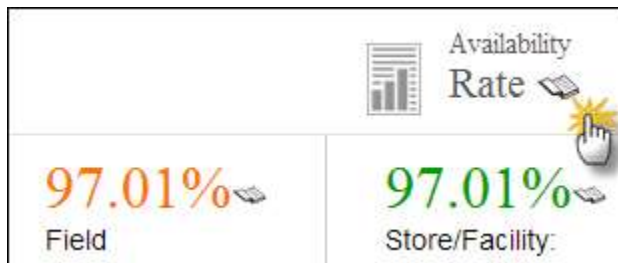 Availability
Rate
97.01%
Field
97.01%
Store/Facility: